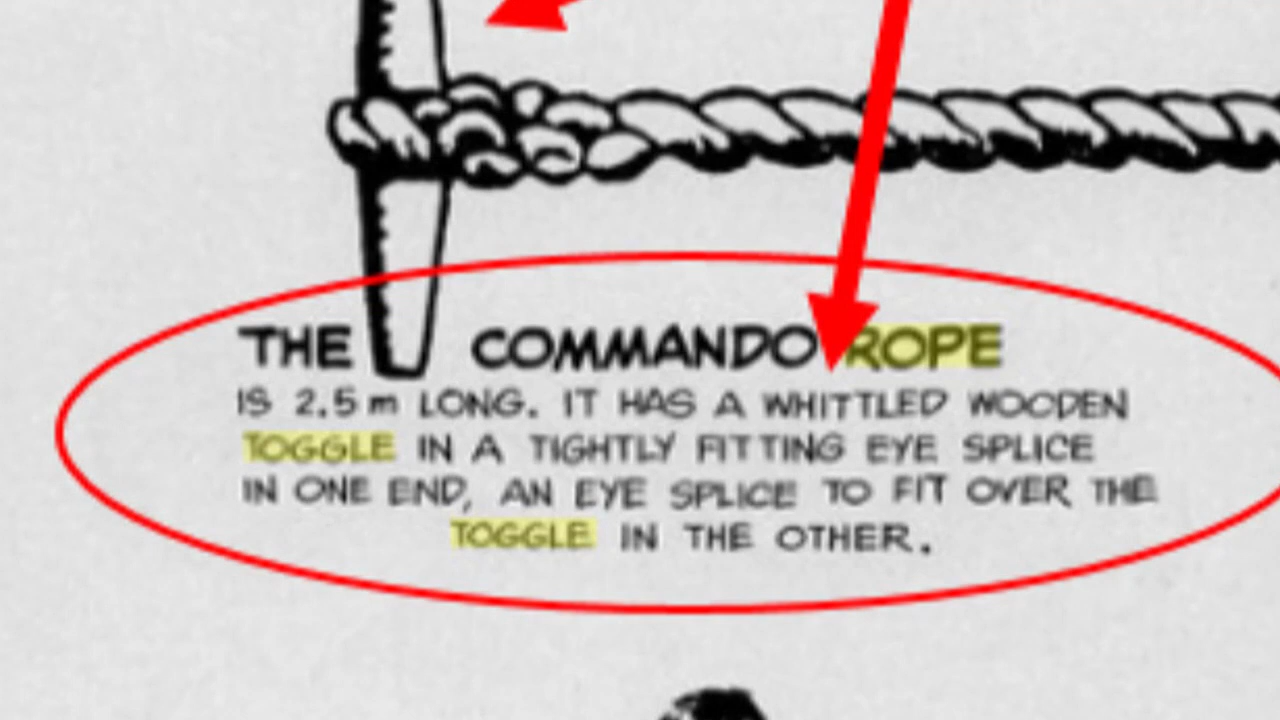 THE COMMANDO ROPE
IS 2.5 m LONG. IT HAS A WHITTLED WOODEN
TOGGLE IN A TIGHTLY FITTING EYE SPLICE
IN ONE END, AN EYE SPLICE TO FIT OVER THE
TOGGLE IN THE OTHER.